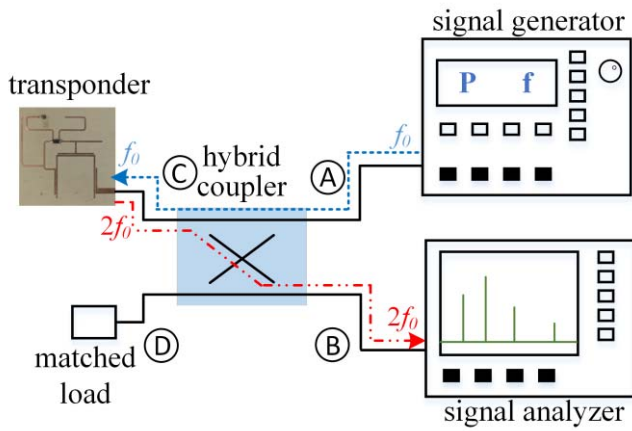 signal generator
transponder
P f
f₀
f₀
hybrid
coupler
C
A
2f₀
2f₀
D
B
matched
load
signal analyzer